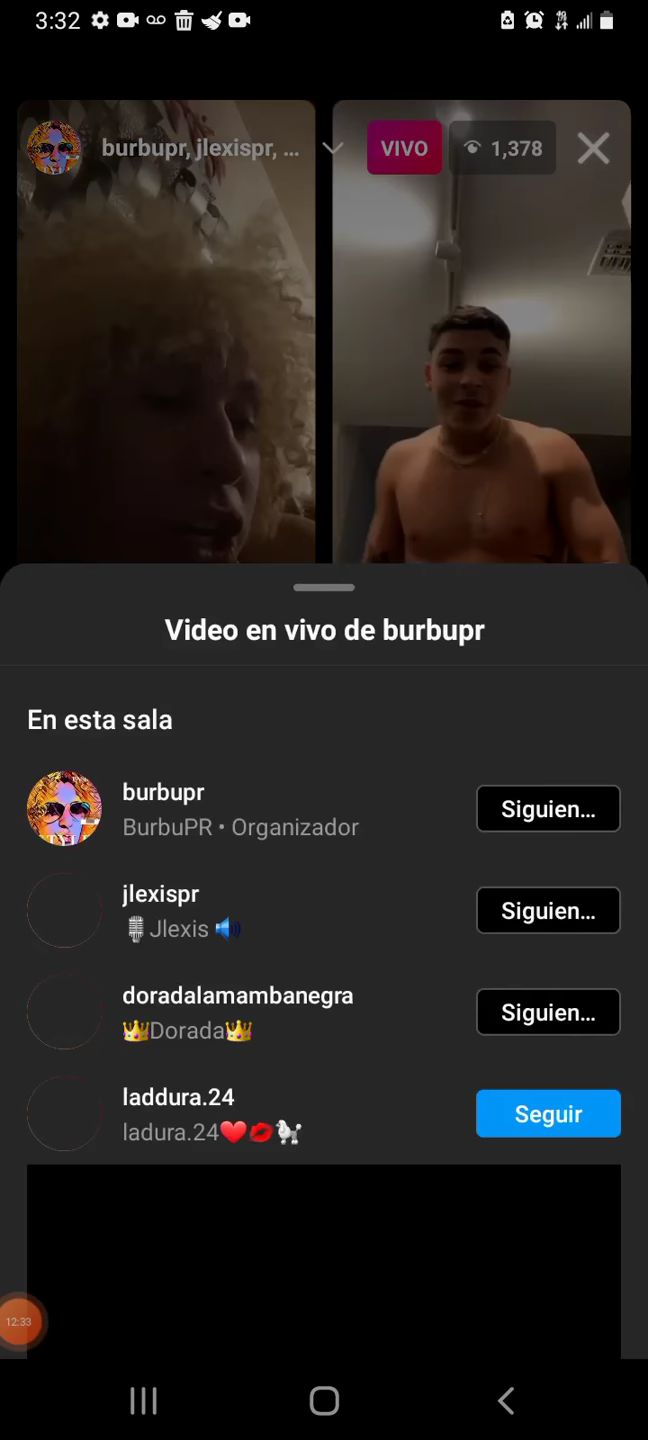 3:32
burbupr, jlexispr, ...
VIVO
1,378
Video en vivo de burbupr
En esta sala
burbupr
BurbuPR • Organizador
Siguien...
jlexispr
🎙Jlexis 🔊
Siguien...
doradalamambanegra
👑Dorada👑
Siguien...
laddura.24
ladura.24❤️💋🐩
Seguir
12:33